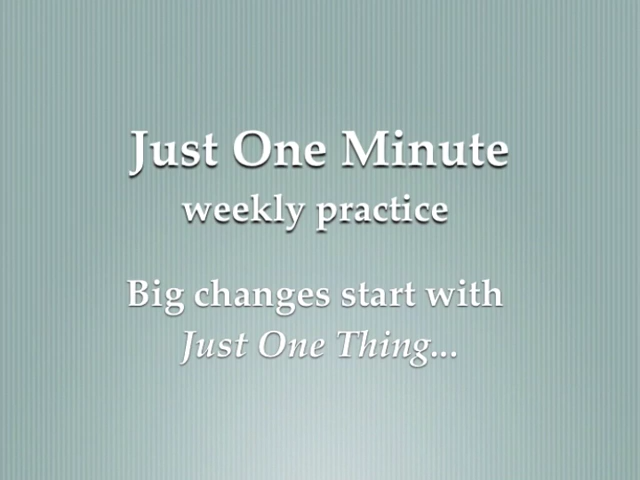 Just One Minute
weekly practice
Big changes start with
Just One Thing...